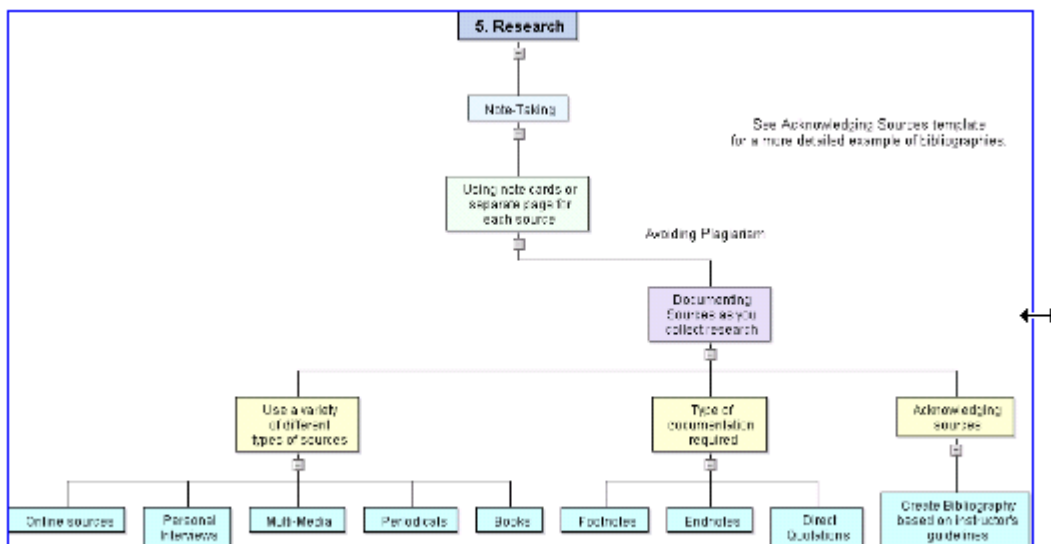 5. Research
Note-Taking
See Acknowledging Sources template
for a more detailed example of bibliographies.
Using note cards or
separate page for
each source
Avoiding Plagiarism
Documenting
Sources as you
collect research
Use a variety
of different
types of sources
Type of
documentation
required
Acknowledging
sources
Online sources
Personal
Interviews
Multi-Media
Periodicals
Books
Footnotes
Endnotes
Direct
Quotations
Create Bibliography
based on instructor's
guidelines